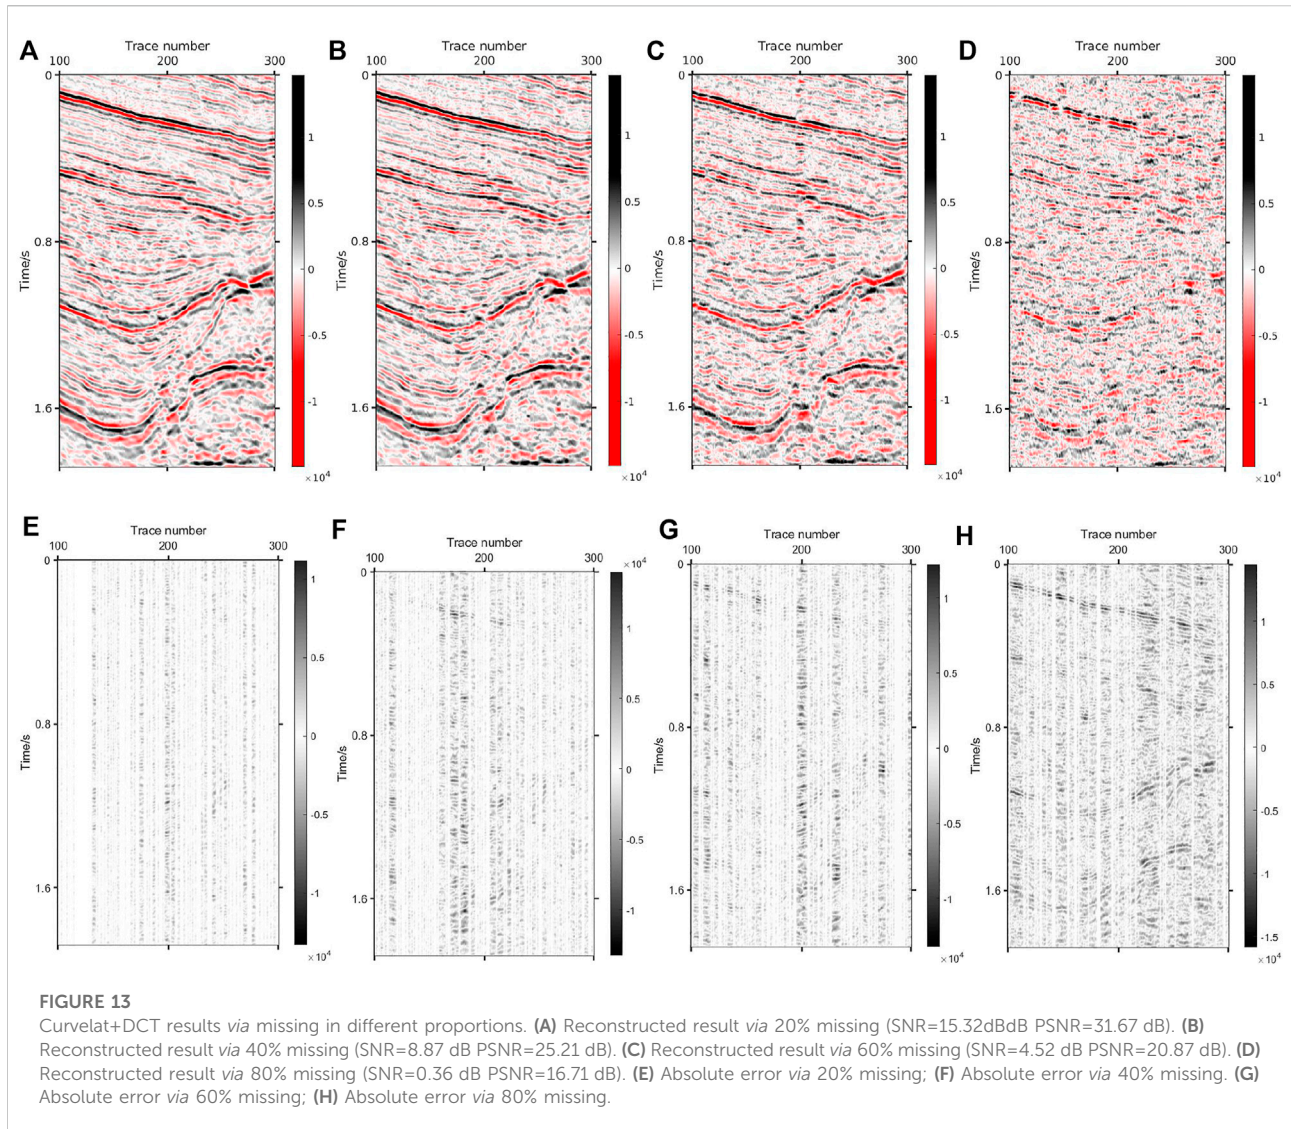 A
Trace number
100 200 300
0
0.8
1.6
Time/s
1
0.5
0
-0.5
-1
×10⁴
B
Trace number
100 200 300
0
0.8
1.6
Time/s
1
0.5
0
-0.5
-1
×10⁴
C
Trace number
100 200 300
0
0.8
1.6
Time/s
1
0.5
0
-0.5
-1
×10⁴
D
Trace number
100 200 300
0
0.8
1.6
Time/s
1
0.5
0
-0.5
-1
×10⁴
E
Trace number
100 200 300
0
0.8
1.6
Time/s
1
0.5
0
-0.5
-1
×10⁴
F
Trace number
100 200 300
0
0.8
1.6
Time/s
×10⁴
1
0.5
0
-0.5
-1
G
Trace number
100 200 300
0
0.8
1.6
Time/s
1
0.5
0
-0.5
-1
×10⁴
H
Trace number
100 200 300
0
0.8
1.6
Time/s
1
0.5
0
-0.5
-1
-1.5
×10⁴
FIGURE 13
Curvelat+DCT results via missing in different proportions. (A) Reconstructed result via 20% missing (SNR=15.32dBdB PSNR=31.67 dB). (B)
Reconstructed result via 40% missing (SNR=8.87 dB PSNR=25.21 dB). (C) Reconstructed result via 60% missing (SNR=4.52 dB PSNR=20.87 dB). (D)
Reconstructed result via 80% missing (SNR=0.36 dB PSNR=16.71 dB). (E) Absolute error via 20% missing; (F) Absolute error via 40% missing. (G)
Absolute error via 60% missing; (H) Absolute error via 80% missing.